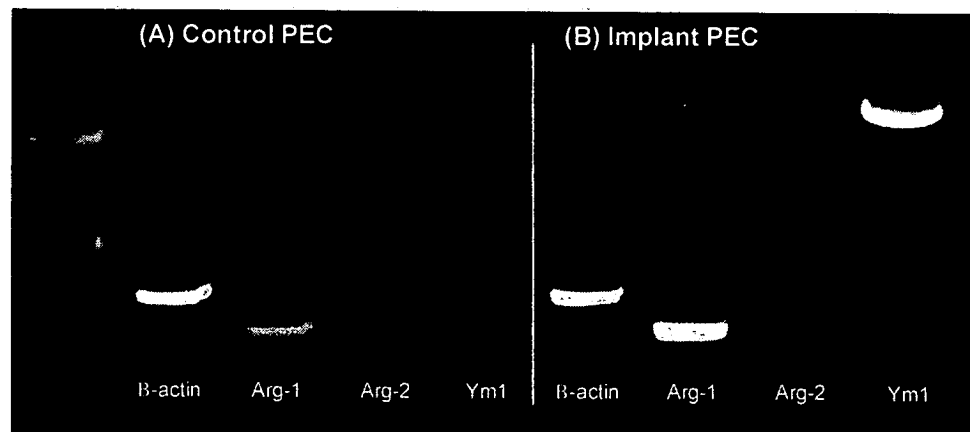 (A) Control PEC (B) Implant PEC
B-actin Arg-1 Arg-2 Ym1 B-actin Arg-1 Arg-2 Ym1